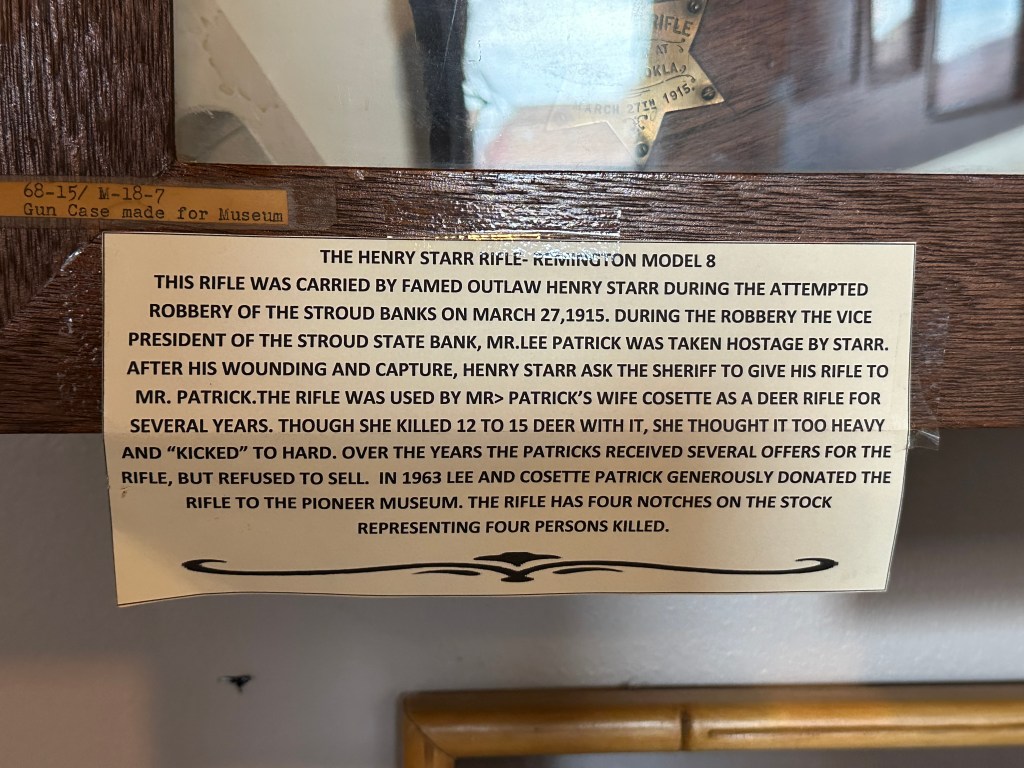 RIFLE
AT
OKLA.
MARCH 27TH 1915.
68-15/ M-18-7
Gun Case made for Museum
THE HENRY STARR RIFLE- REMINGTON MODEL 8
THIS RIFLE WAS CARRIED BY FAMED OUTLAW HENRY STARR DURING THE ATTEMPTED
ROBBERY OF THE STROUD BANKS ON MARCH 27,1915. DURING THE ROBBERY THE VICE
PRESIDENT OF THE STROUD STATE BANK, MR.LEE PATRICK WAS TAKEN HOSTAGE BY STARR.
AFTER HIS WOUNDING AND CAPTURE, HENRY STARR ASK THE SHERIFF TO GIVE HIS RIFLE TO
MR. PATRICK.THE RIFLE WAS USED BY MR> PATRICK'S WIFE COSETTE AS A DEER RIFLE FOR
SEVERAL YEARS. THOUGH SHE KILLED 12 TO 15 DEER WITH IT, SHE THOUGHT IT TOO HEAVY
AND “KICKED” TO HARD. OVER THE YEARS THE PATRICKS RECEIVED SEVERAL OFFERS FOR THE
RIFLE, BUT REFUSED TO SELL. IN 1963 LEE AND COSETTE PATRICK GENEROUSLY DONATED THE
RIFLE TO THE PIONEER MUSEUM. THE RIFLE HAS FOUR NOTCHES ON THE STOCK
REPRESENTING FOUR PERSONS KILLED.